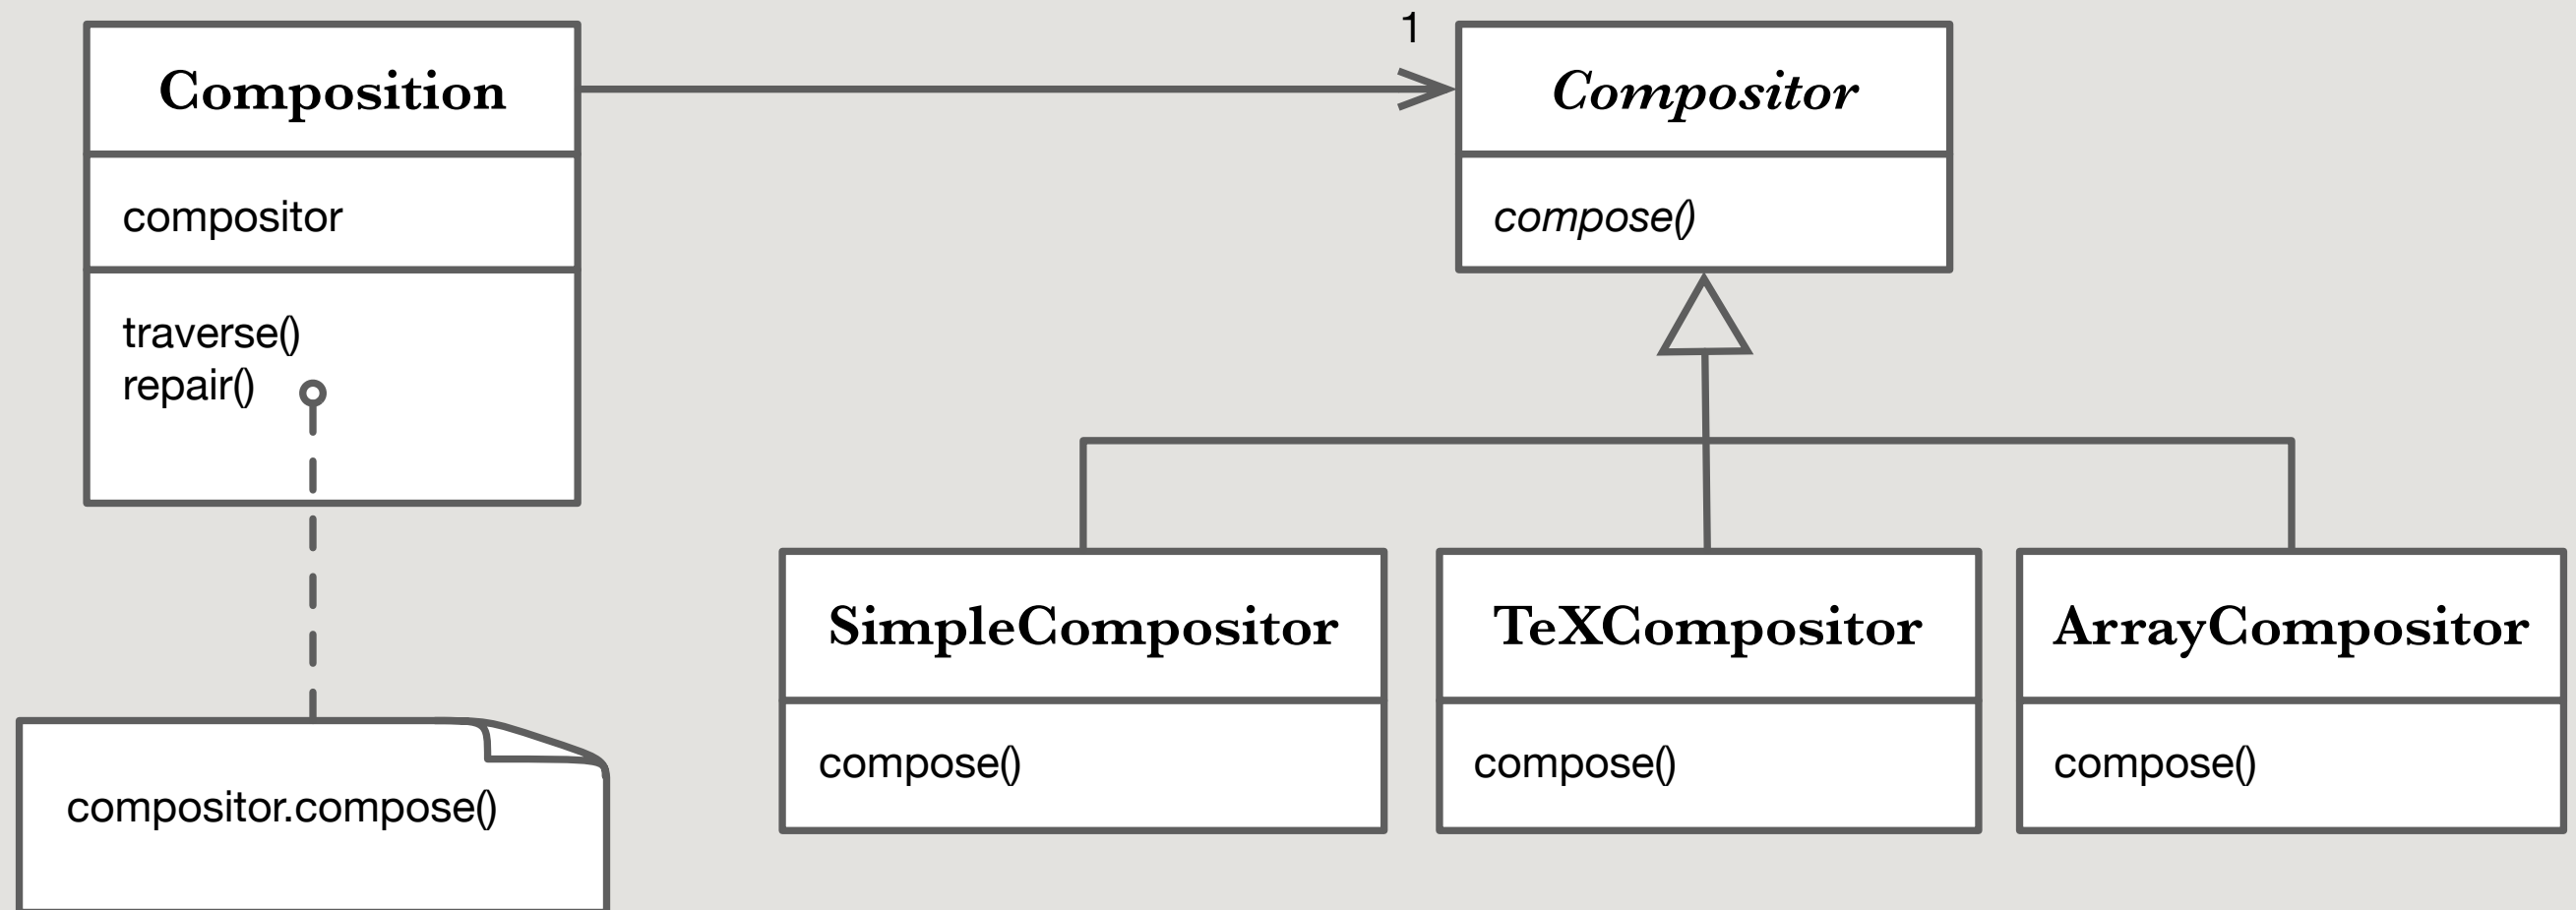 Composition
compositor
traverse()
repair()
compositor.compose()
1
Compositor
compose()
SimpleCompositor
compose()
TeXCompositor
compose()
ArrayCompositor
compose()